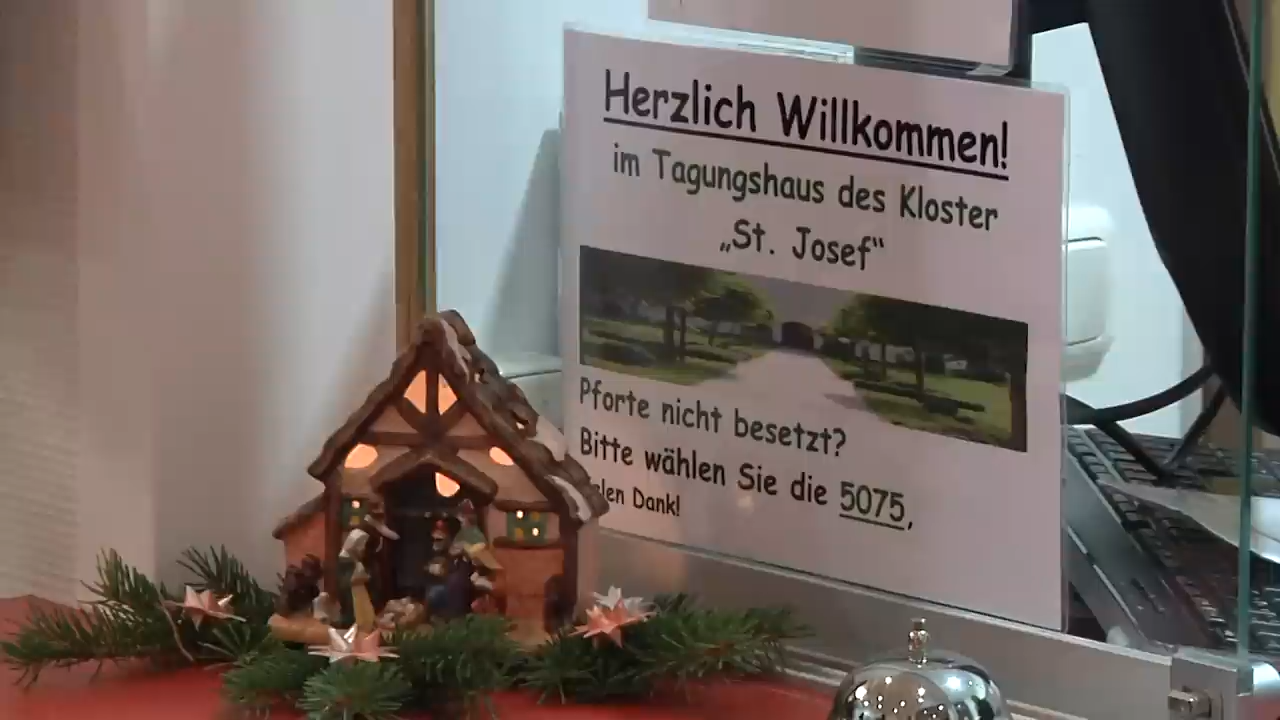 Herzlich Willkommen!
im Tagungshaus des Kloster
„St. Josef“
Pforte nicht besetzt?
Bitte wählen Sie die 5075,
Dank!